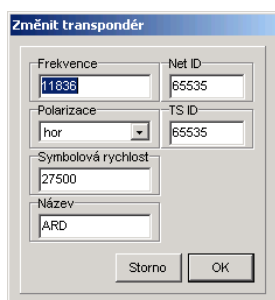 Změnit transpondér
Frekvence
11836
Net ID
65535
Polarizace
hor
TS ID
65535
Symbolová rychlost
27500
Název
ARD
Storno
OK